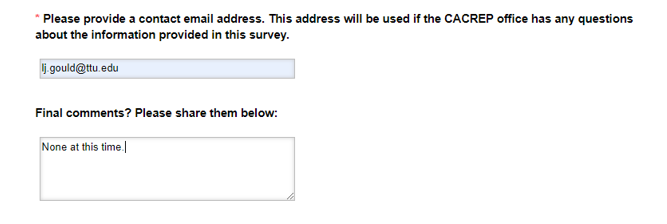 * Please provide a contact email address. This address will be used if the CACREP office has any questions
about the information provided in this survey.
lj.gould@ttu.edu
Final comments? Please share them below:
None at this time.